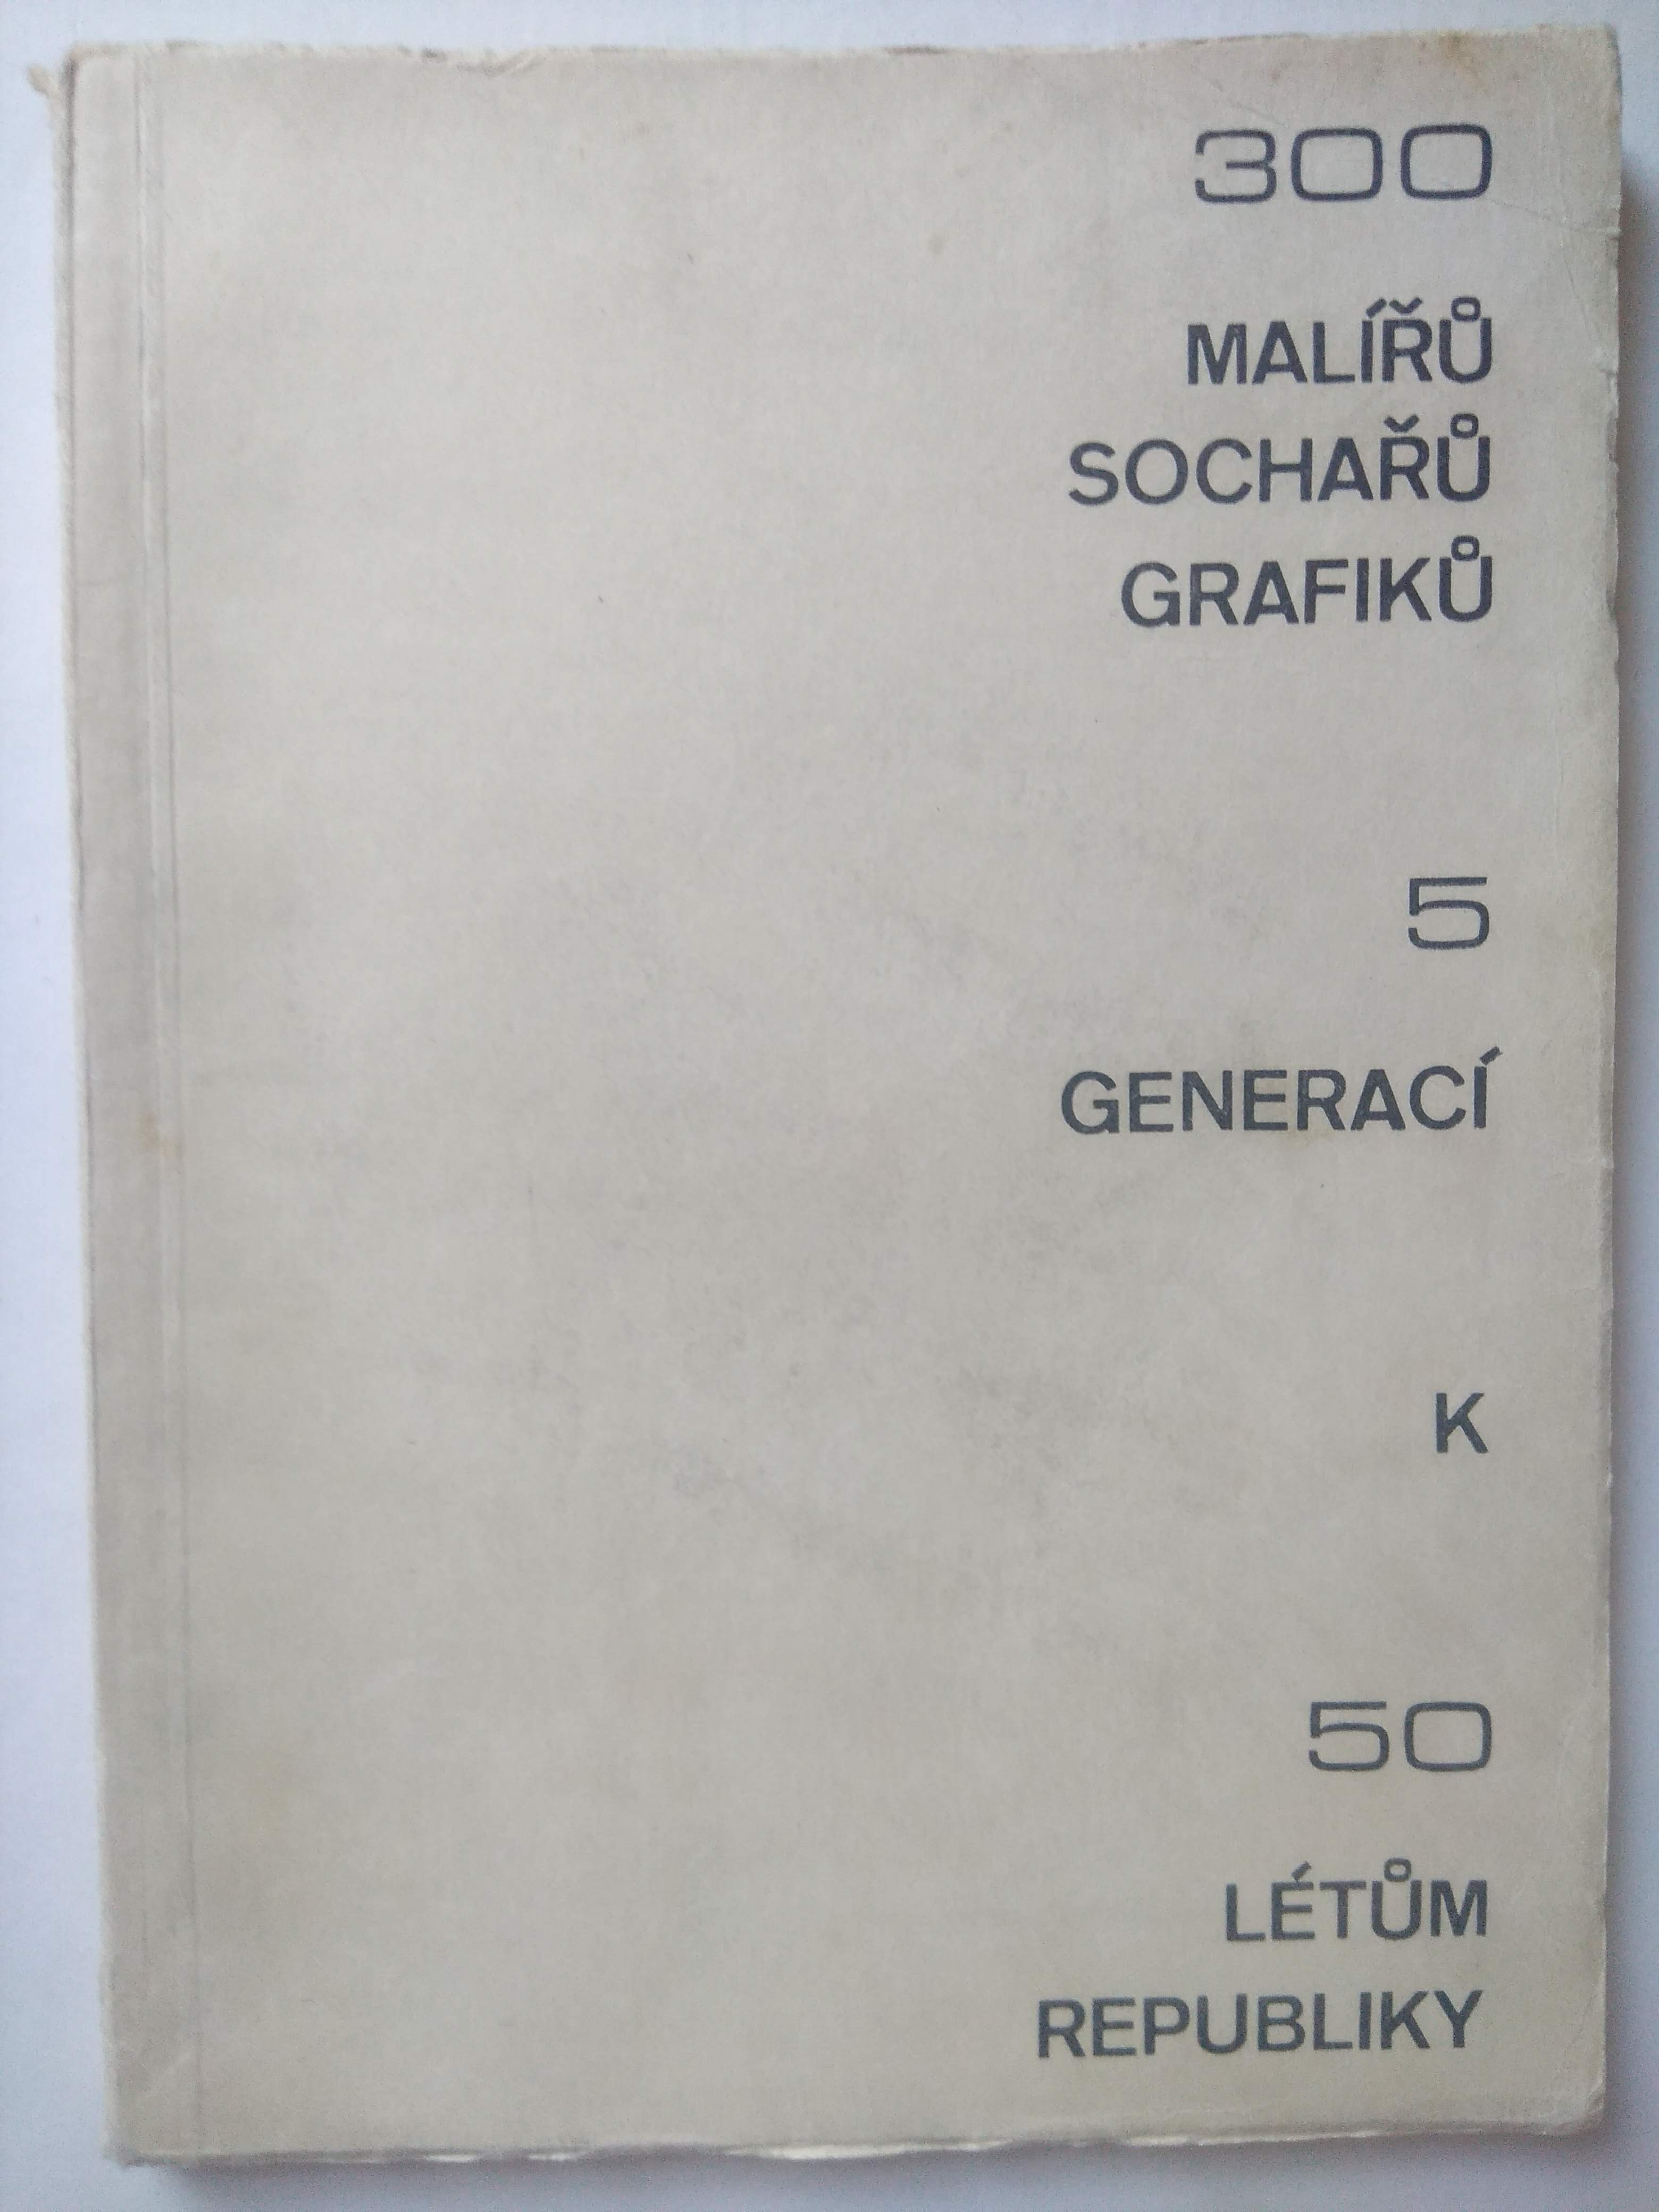 300
MALÍŘŮ
SOCHAŘŮ
GRAFIKŮ
5
GENERACÍ
K
50
LÉTŮM
REPUBLIKY